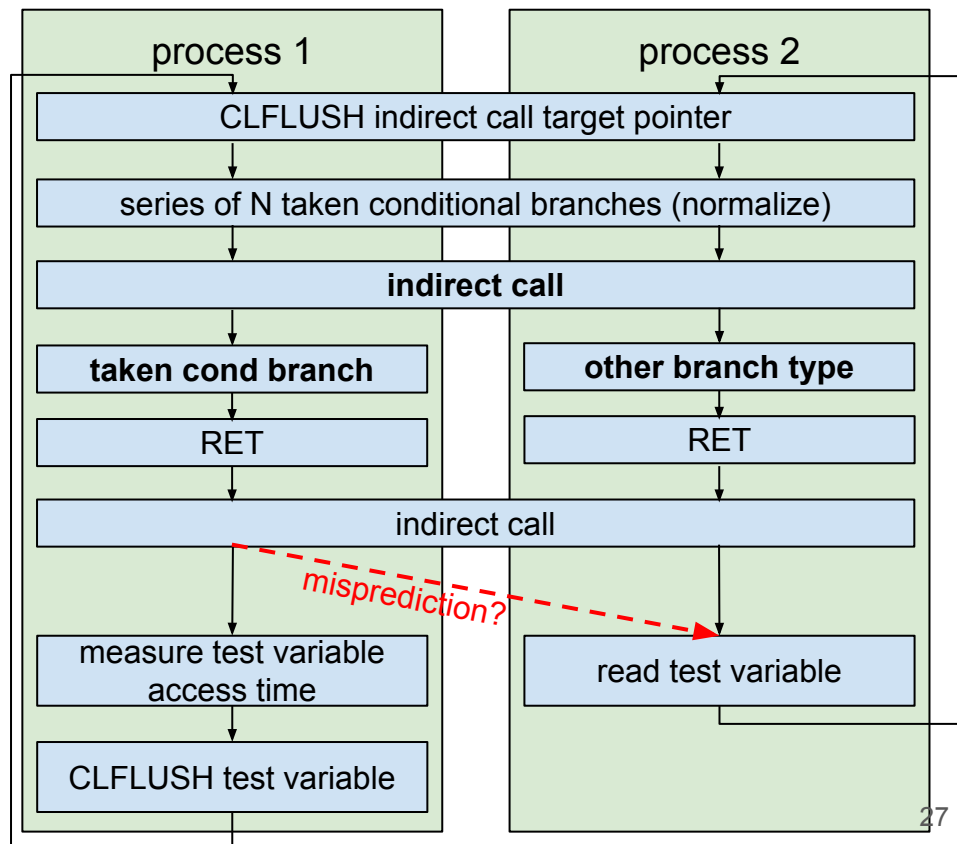 process 1
process 2
CLFLUSH indirect call target pointer
series of N taken conditional branches (normalize)
indirect call
taken cond branch
other branch type
RET
RET
indirect call
misprediction?
measure test variable
access time
read test variable
CLFLUSH test variable
27